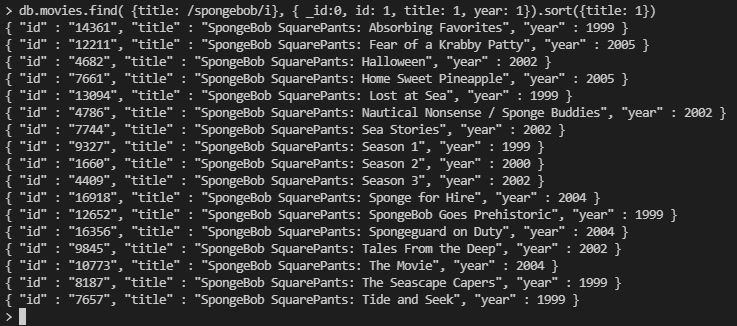 > db.movies.find( {title: /spongebob/i}, { _id:0, id: 1, title: 1, year: 1}).sort({title: 1})
{ "id" : "14361", "title" : "SpongeBob SquarePants: Absorbing Favorites", "year" : 1999 }
{ "id" : "12211", "title" : "SpongeBob SquarePants: Fear of a Krabby Patty", "year" : 2005 }
{ "id" : "4682", "title" : "SpongeBob SquarePants: Halloween", "year" : 2002 }
{ "id" : "7661", "title" : "SpongeBob SquarePants: Home Sweet Pineapple", "year" : 2005 }
{ "id" : "13094", "title" : "SpongeBob SquarePants: Lost at Sea", "year" : 1999 }
{ "id" : "4786", "title" : "SpongeBob SquarePants: Nautical Nonsense / Sponge Buddies", "year" : 2002 }
{ "id" : "7744", "title" : "SpongeBob SquarePants: Sea Stories", "year" : 2002 }
{ "id" : "9327", "title" : "SpongeBob SquarePants: Season 1", "year" : 1999 }
{ "id" : "1660", "title" : "SpongeBob SquarePants: Season 2", "year" : 2000 }
{ "id" : "4409", "title" : "SpongeBob SquarePants: Season 3", "year" : 2002 }
{ "id" : "16918", "title" : "SpongeBob SquarePants: Sponge for Hire", "year" : 2004 }
{ "id" : "12652", "title" : "SpongeBob SquarePants: SpongeBob Goes Prehistoric", "year" : 1999 }
{ "id" : "16356", "title" : "SpongeBob SquarePants: Spongeguard on Duty", "year" : 2004 }
{ "id" : "9845", "title" : "SpongeBob SquarePants: Tales From the Deep", "year" : 2002 }
{ "id" : "10773", "title" : "SpongeBob SquarePants: The Movie", "year" : 2004 }
{ "id" : "8187", "title" : "SpongeBob SquarePants: The Seascape Capers", "year" : 1999 }
{ "id" : "7657", "title" : "SpongeBob SquarePants: Tide and Seek", "year" : 1999 }
>